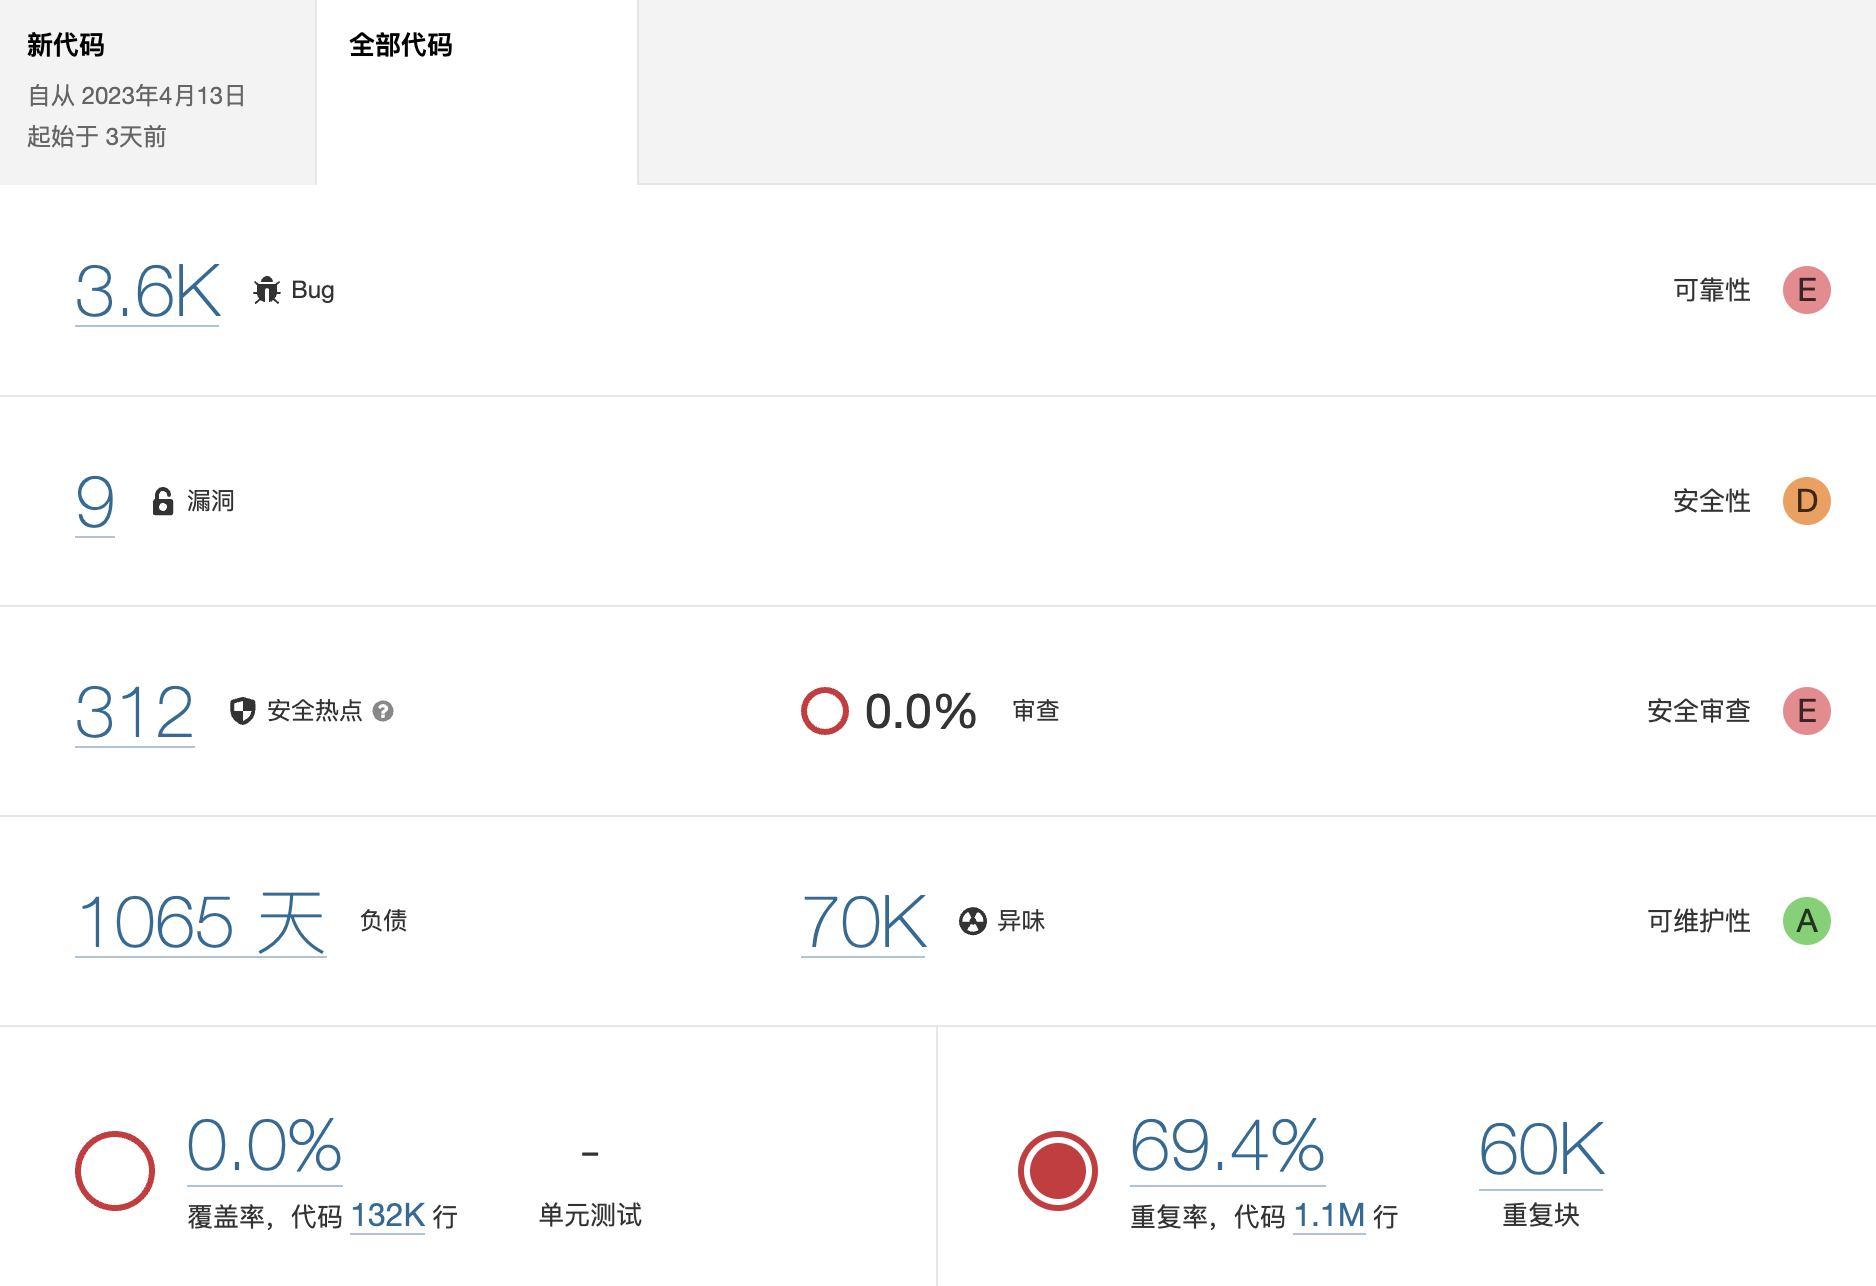 新代码
自从 2023年4月13日
起始于 3天前
全部代码
3.6K Bug
可靠性 E
9 漏洞
安全性 D
312 安全热点 ?
0.0% 审查
安全审查 E
1065 天 负债
70K 异味
可维护性 A
0.0%
覆盖率，代码 132K 行
–
单元测试
69.4%
重复率，代码 1.1M 行
60K
重复块